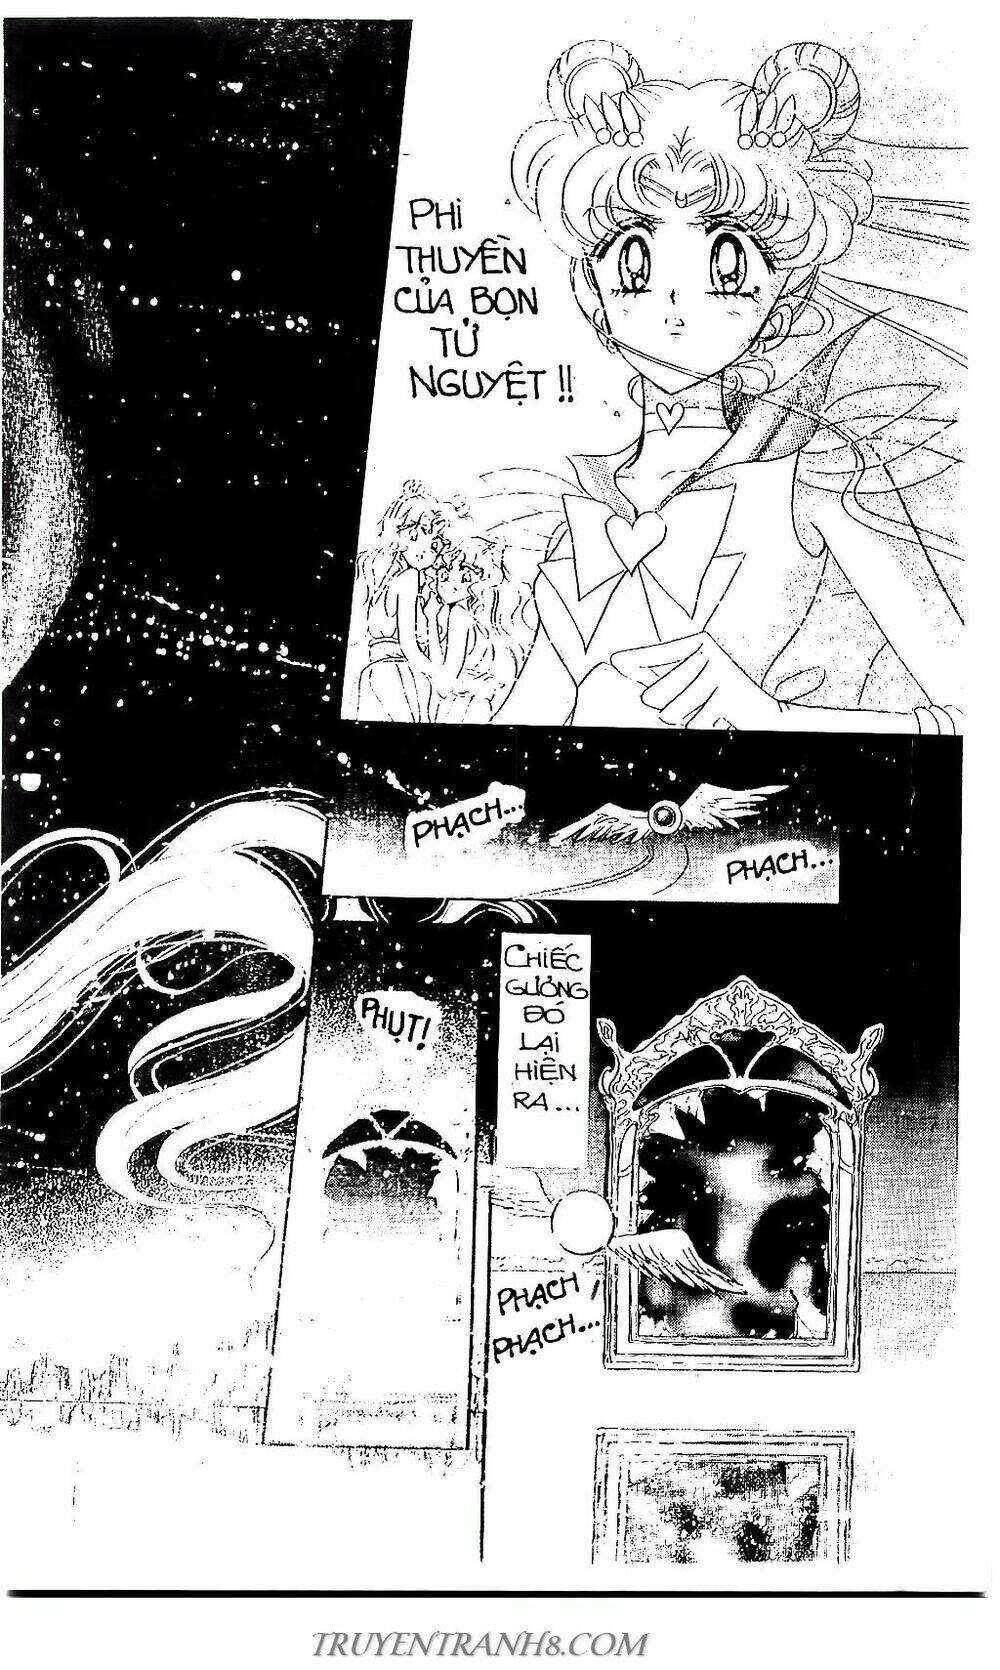 PHI
THUYỀN
CỦA BỌN
TỬ
NGUYỆT !!
PHẠCH...
PHẠCH...
PHỤT!
CHIẾC
GƯƠNG
ĐÓ
LẠI
HIỆN
RA...
PHẠCH,
PHẠCH...
TRUYENTRANH8.COM